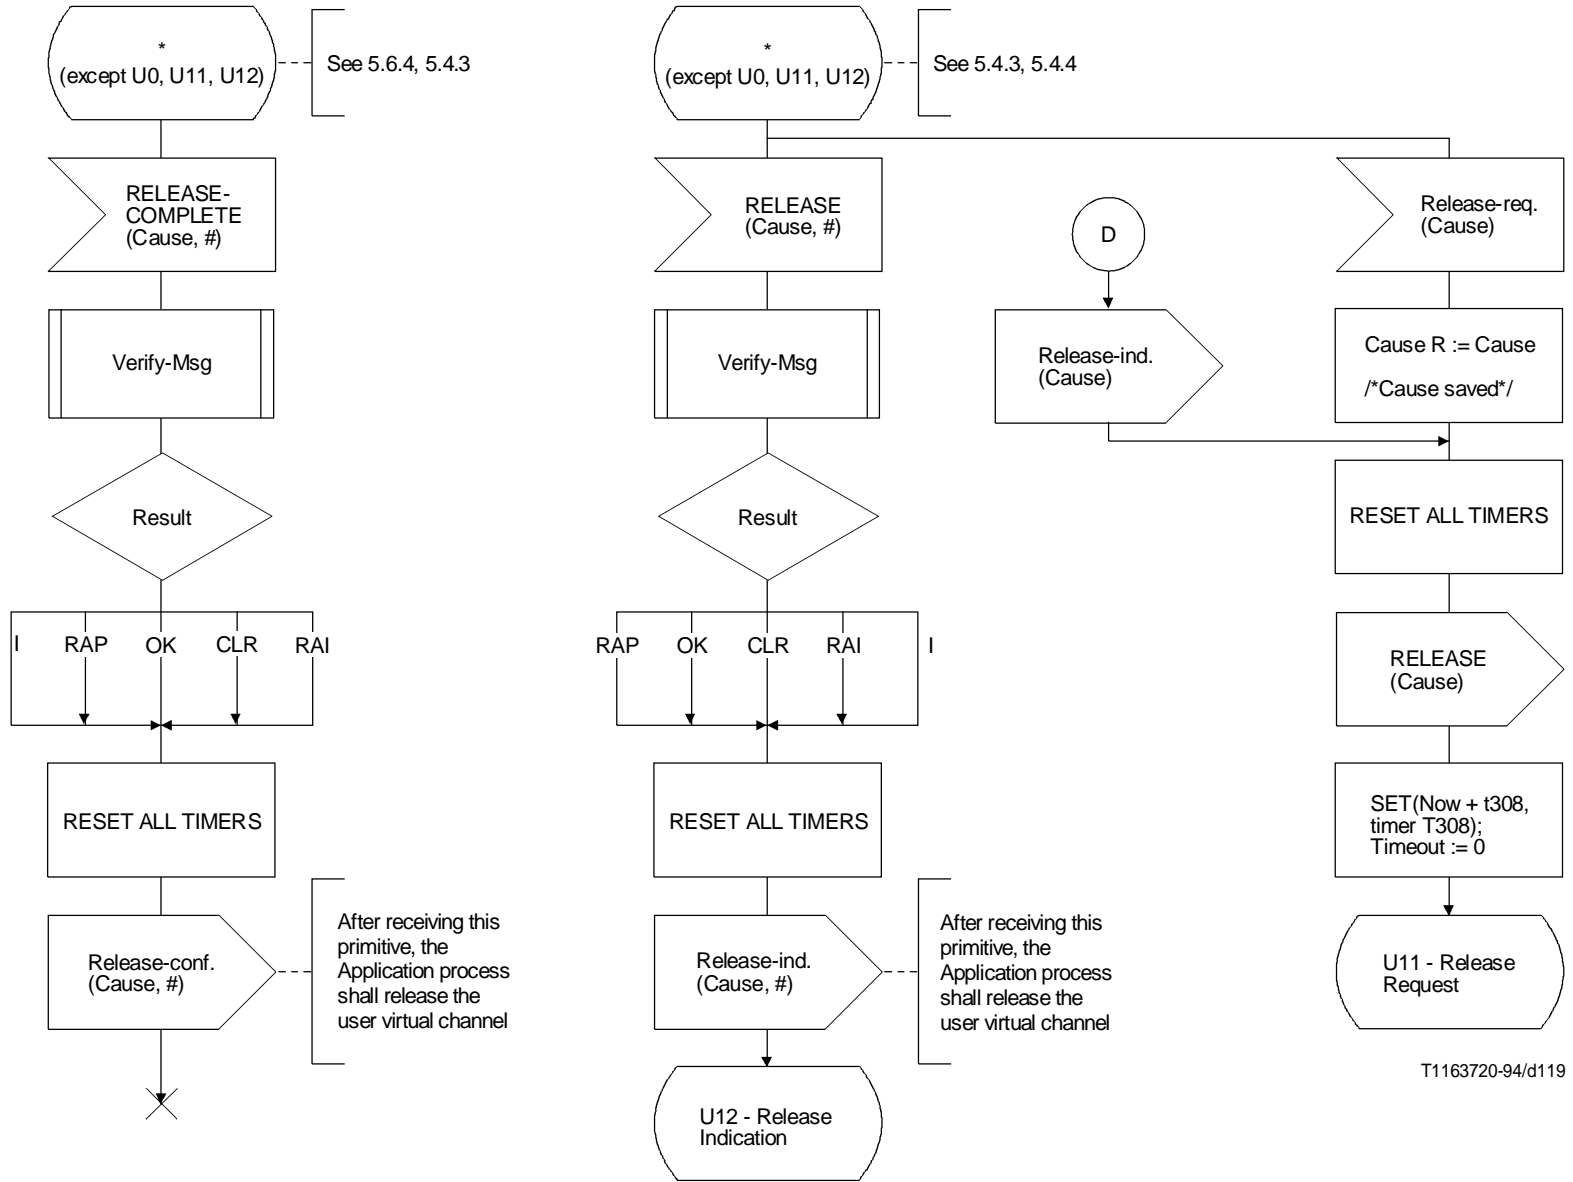 *
(except U0, U11, U12)
See 5.6.4, 5.4.3
RELEASE-
COMPLETE
(Cause, #)
Verify-Msg
Result
I
RAP
OK
CLR
RAI
RESET ALL TIMERS
Release-conf.
(Cause, #)
After receiving this
primitive, the
Application process
shall release the
user virtual channel
*
(except U0, U11, U12)
See 5.4.3, 5.4.4
RELEASE
(Cause, #)
Verify-Msg
Result
RAP
OK
CLR
RAI
I
RESET ALL TIMERS
Release-ind.
(Cause, #)
After receiving this
primitive, the
Application process
shall release the
user virtual channel
U12 - Release
Indication
D
Release-ind.
(Cause)
Release-req.
(Cause)
Cause R := Cause
/*Cause saved*/
RESET ALL TIMERS
RELEASE
(Cause)
SET(Now + t308,
timer T308);
Timeout := 0
U11 - Release
Request
T1163720-94/d119